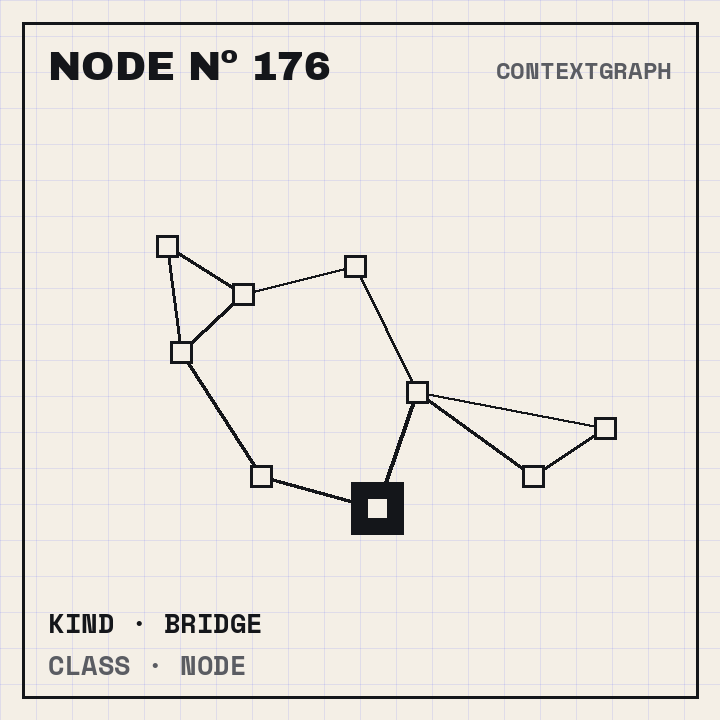 NODE Nº 176
CONTEXTGRAPH
KIND · BRIDGE
CLASS · NODE